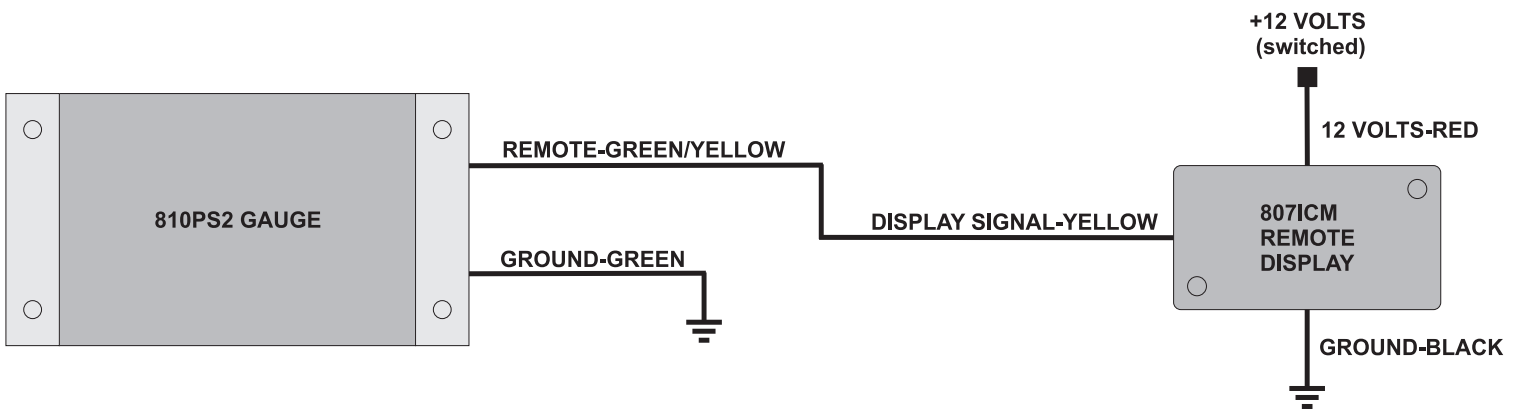 +12 VOLTS
(switched)
12 VOLTS-RED
REMOTE-GREEN/YELLOW
810PS2 GAUGE
DISPLAY SIGNAL-YELLOW
807ICM
REMOTE
DISPLAY
GROUND-GREEN
GROUND-BLACK